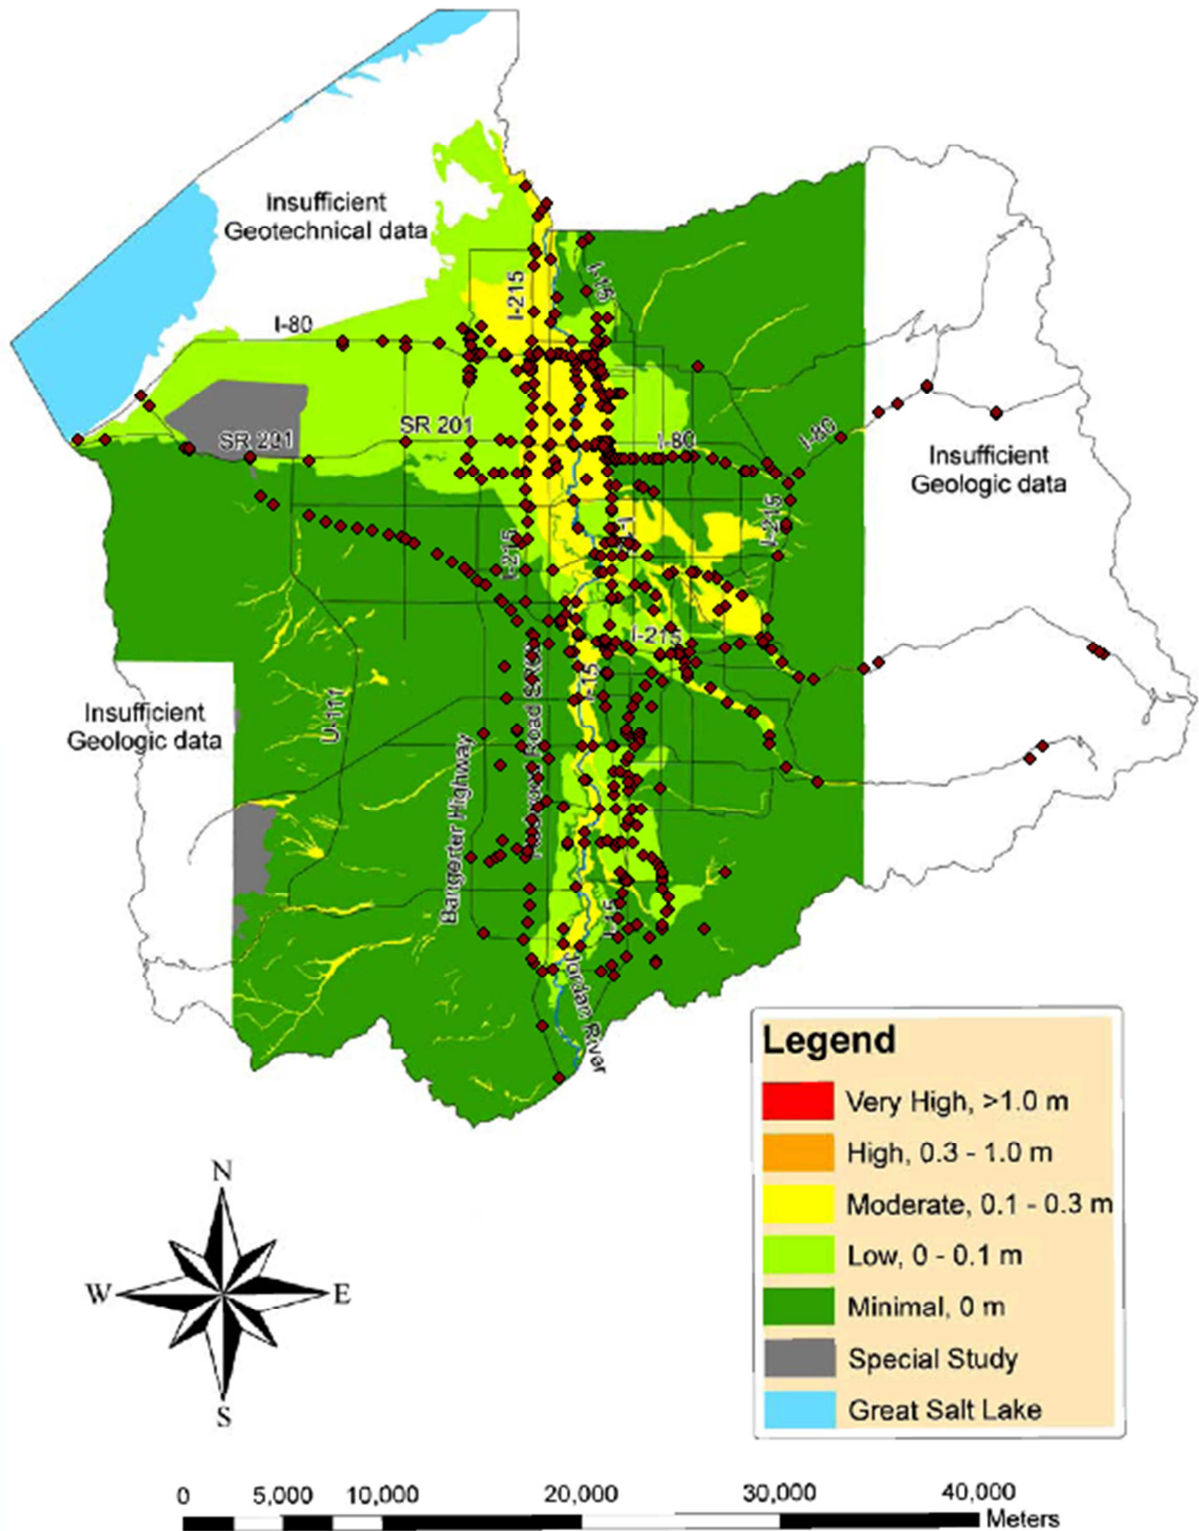 Insufficient
Geotechnical data
I-215
I-15
I-80
SR 201
SR 201
I-80
I-80
Insufficient
Geologic data
I-215
I-215
I-215
I-15
Insufficient
Geologic data
U-111
Bangerter Highway
Redwood Road
I-15
Jordan River
Legend
Very High, >1.0 m
High, 0.3 - 1.0 m
Moderate, 0.1 - 0.3 m
Low, 0 - 0.1 m
Minimal, 0 m
Special Study
Great Salt Lake
N
W
E
S
0
5,000
10,000
20,000
30,000
40,000
Meters